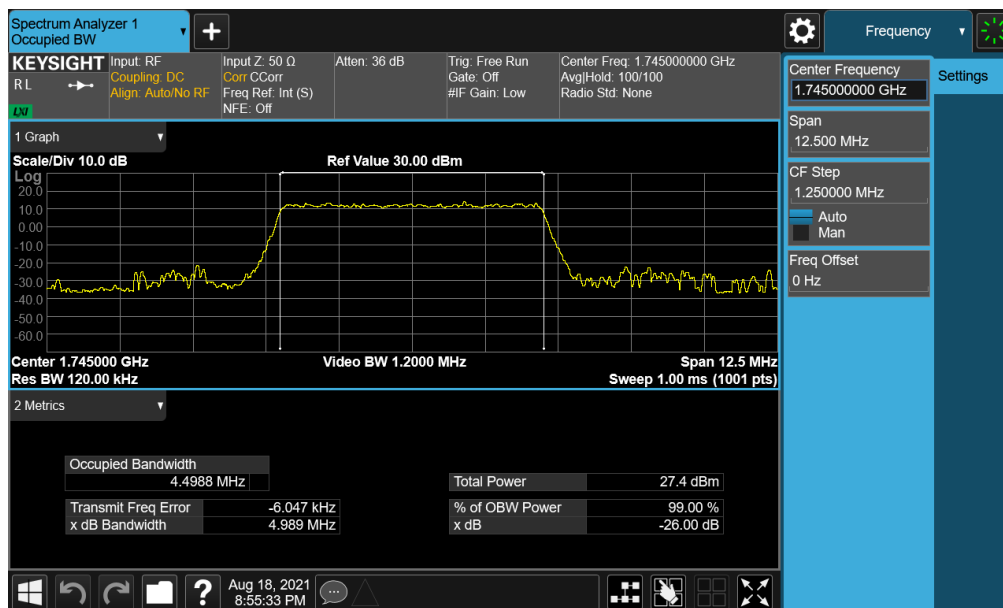 Spectrum Analyzer 1
Occupied BW
+
Frequency
KEYSIGHT
R L
LXI
Input: RF
Coupling: DC
Align: Auto/No RF
Input Z: 50 Ω
Corr CCorr
Freq Ref: Int (S)
NFE: Off
Atten: 36 dB
Trig: Free Run
Gate: Off
#IF Gain: Low
Center Freq: 1.745000000 GHz
Avg|Hold: 100/100
Radio Std: None
Center Frequency
1.745000000 GHz
Settings
Span
12.500 MHz
CF Step
1.250000 MHz
Auto
Man
Freq Offset
0 Hz
1 Graph
Scale/Div 10.0 dB
Ref Value 30.00 dBm
Log
20.0
10.0
0.00
-10.0
-20.0
-30.0
-40.0
-50.0
-60.0
Center 1.745000 GHz
Video BW 1.2000 MHz
Span 12.5 MHz
Res BW 120.00 kHz
Sweep 1.00 ms (1001 pts)
2 Metrics
Occupied Bandwidth
4.4988 MHz
Total Power 27.4 dBm
Transmit Freq Error -6.047 kHz
% of OBW Power 99.00 %
x dB Bandwidth 4.989 MHz
x dB -26.00 dB
?
Aug 18, 2021
8:55:33 PM